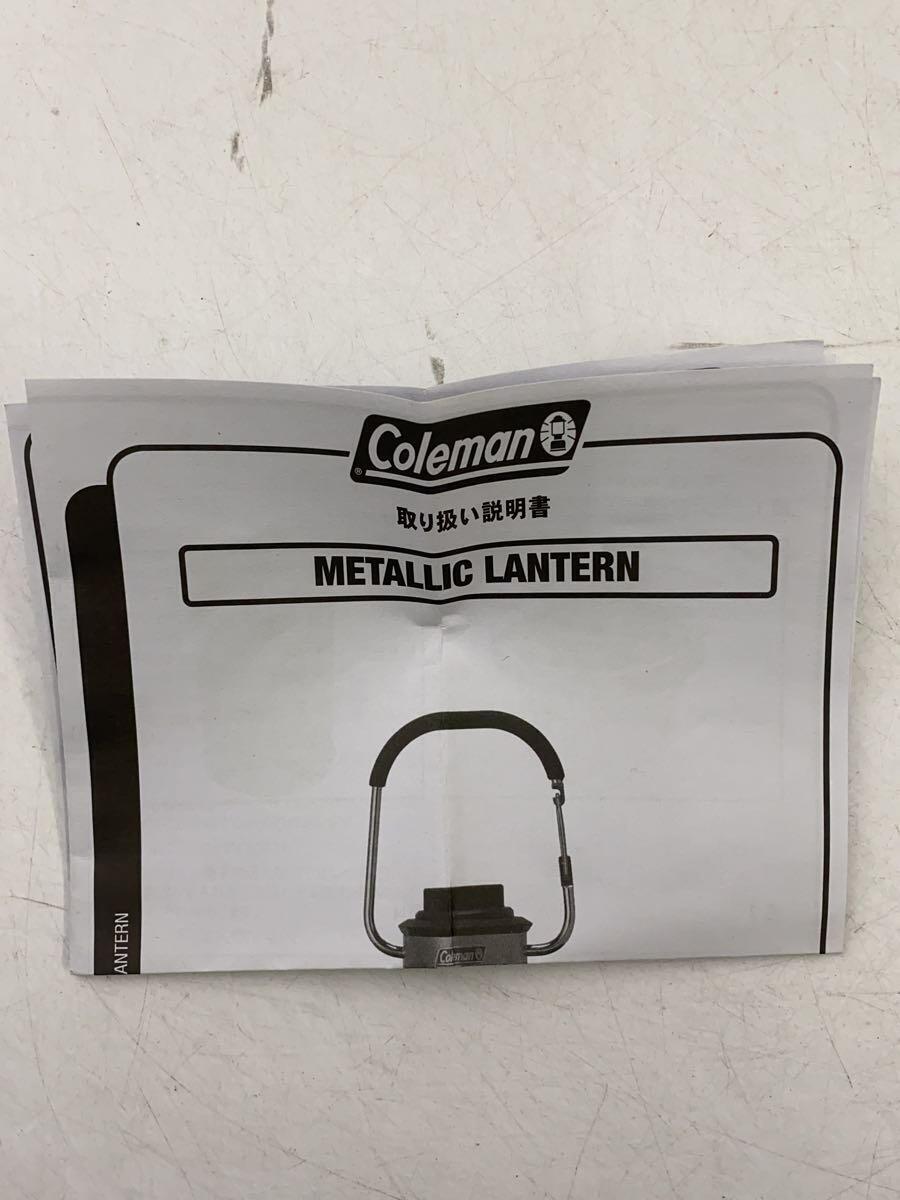 Coleman
®
取り扱い説明書
METALLIC LANTERN
Coleman
ANTERN